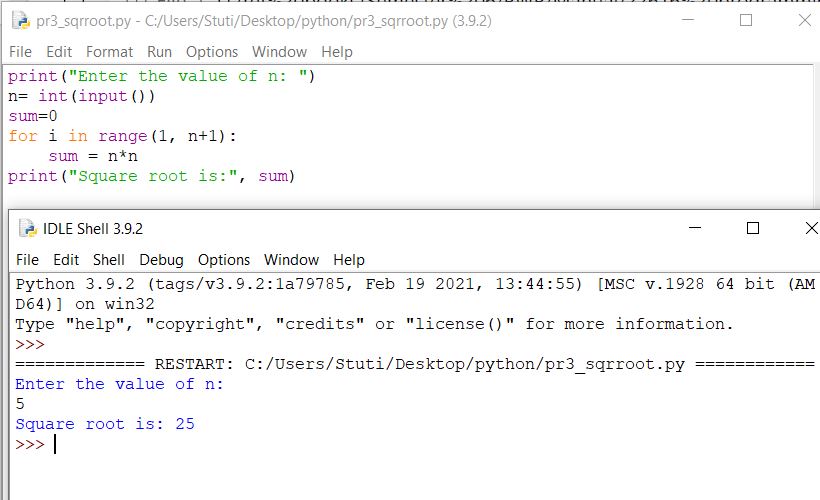 pr3_sqrroot.py - C:/Users/Stuti/Desktop/python/pr3_sqrroot.py (3.9.2)
File Edit Format Run Options Window Help
print("Enter the value of n: ")
n= int(input())
sum=0
for i in range(1, n+1):
    sum = n*n
print("Square root is:", sum)
IDLE Shell 3.9.2
File Edit Shell Debug Options Window Help
Python 3.9.2 (tags/v3.9.2:1a79785, Feb 19 2021, 13:44:55) [MSC v.1928 64 bit (AM
D64)] on win32
Type "help", "copyright", "credits" or "license()" for more information.
>>>
============= RESTART: C:/Users/Stuti/Desktop/python/pr3_sqrroot.py ============
Enter the value of n:
5
Square root is: 25
>>>